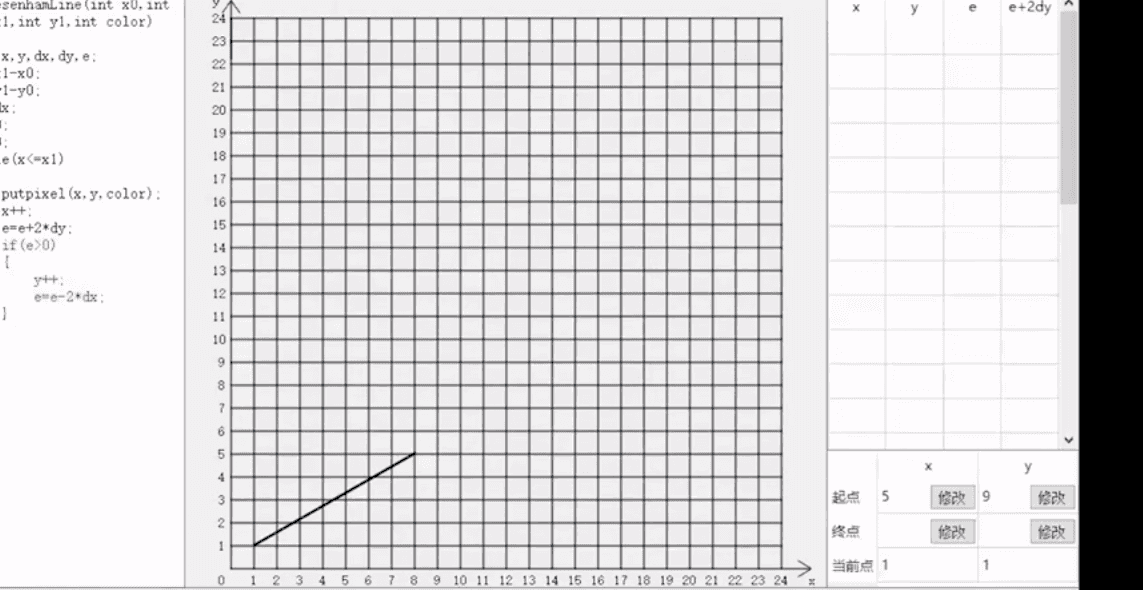 esenhamLine(int x0,int
1,int y1,int color)
x,y,dx,dy,e;
1-x0;
1-y0;
dx;
e(x<=x1)
putpixel(x,y,color);
x++;
e=e+2*dy;
if(e>0)
{
y++;
e=e-2*dx;
}
y
24
23
22
21
20
19
18
17
16
15
14
13
12
11
10
9
8
7
6
5
4
3
2
1
0 1 2 3 4 5 6 7 8 9 10 11 12 13 14 15 16 17 18 19 20 21 22 23 24 x
x y e e+2dy
x y
起点 5 修改 9 修改
终点 修改 修改
当前点 1 1